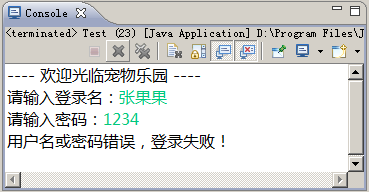 Console
<terminated> Test (23) [Java Application] D:\Program Files\J
---- 欢迎光临宠物乐园 ----
请输入登录名：张果果
请输入密码：1234
用户名或密码错误，登录失败！